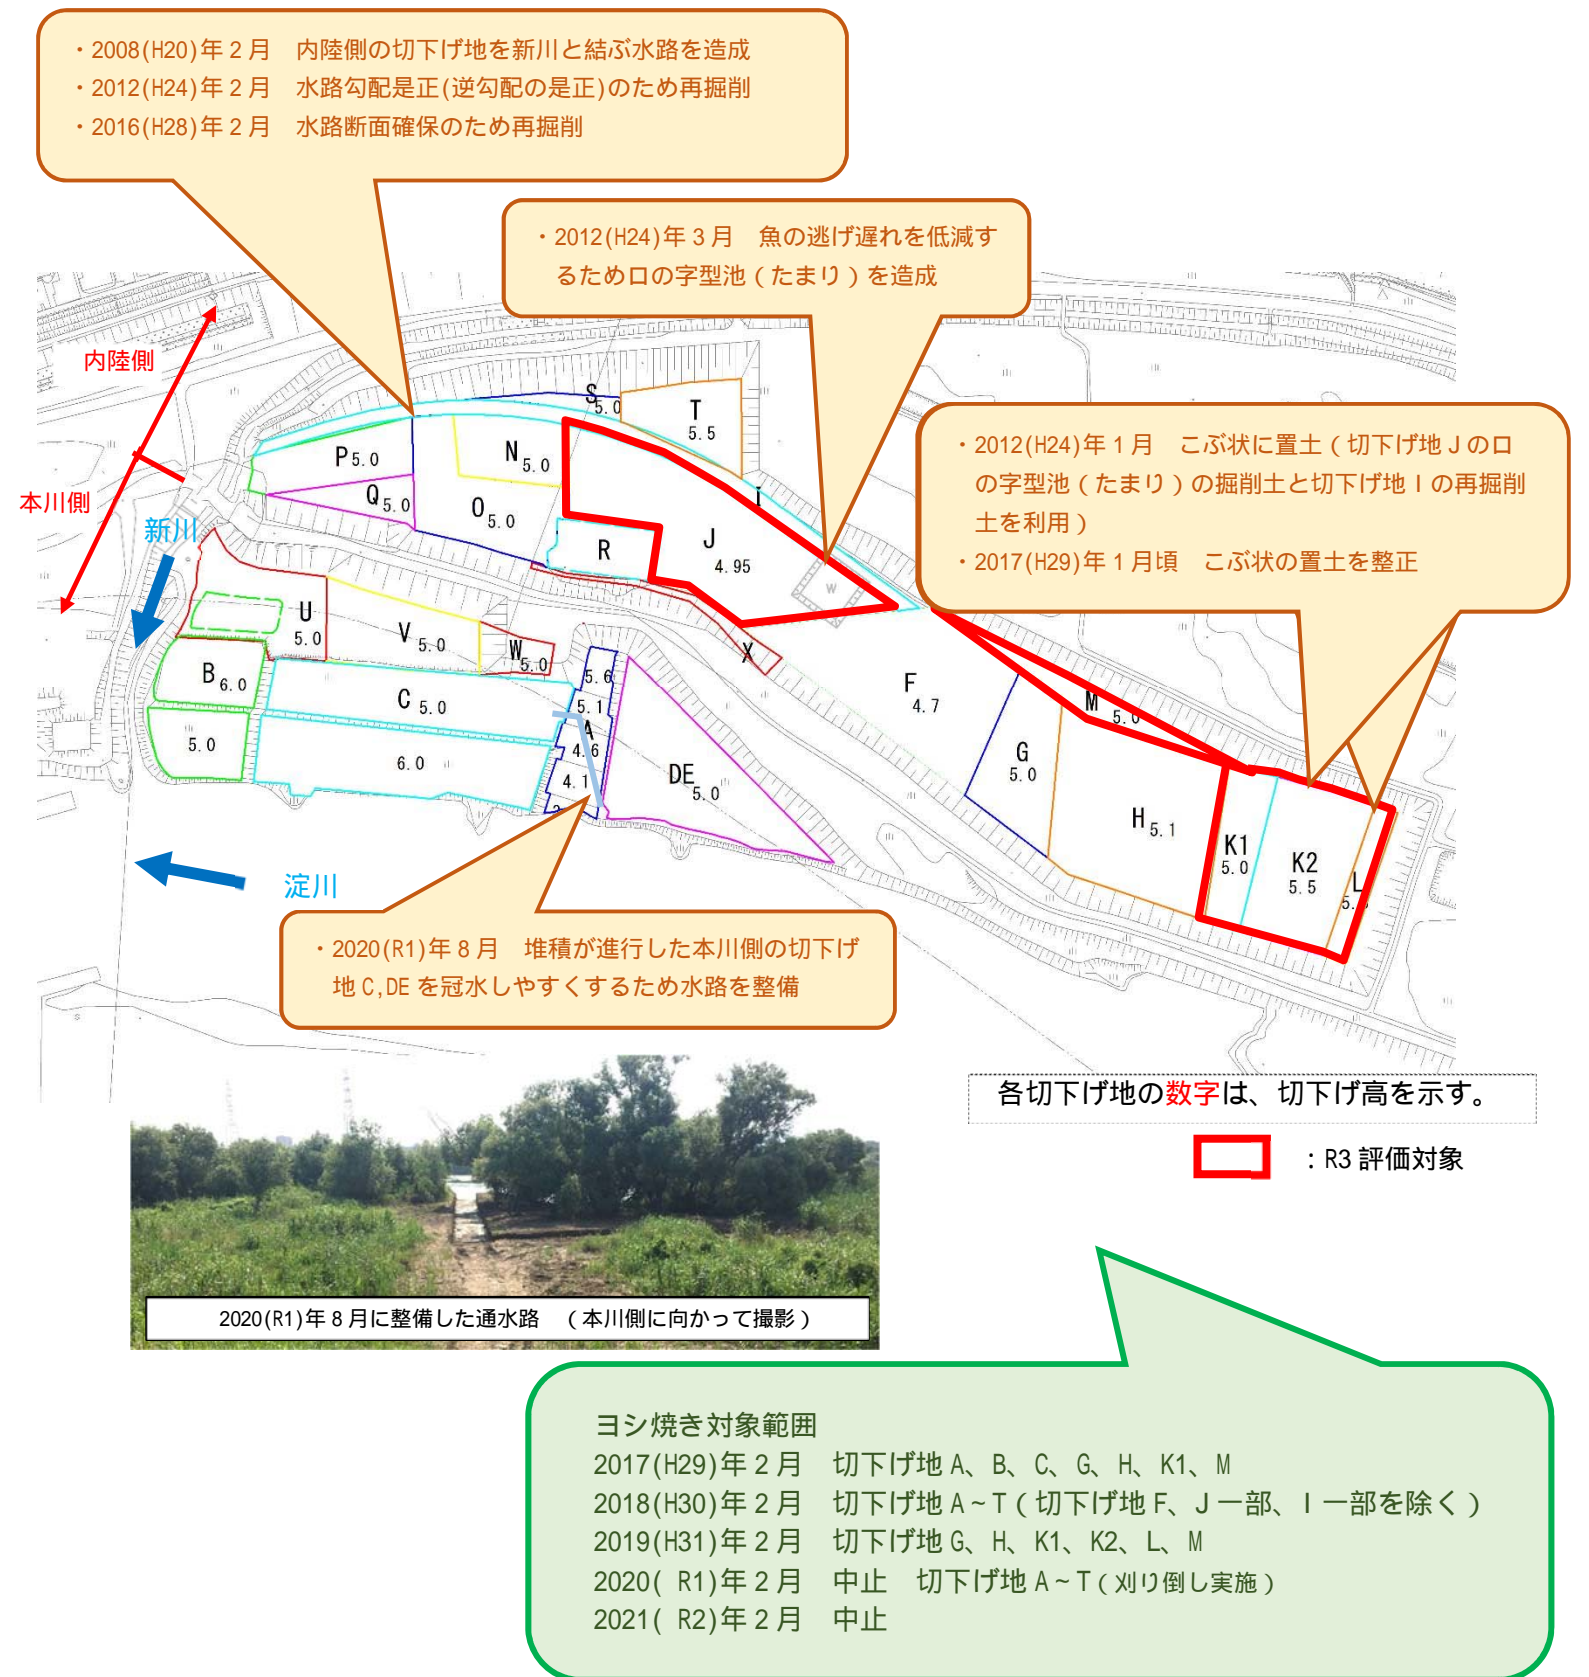 ・2008(H20)年2月　内陸側の切下げ地を新川と結ぶ水路を造成
・2012(H24)年2月　水路勾配是正(逆勾配の是正)のため再掘削
・2016(H28)年2月　水路断面確保のため再掘削
・2012(H24)年3月　魚の逃げ遅れを低減す
るためロの字型池（たまり）を造成
内陸側
本川側
新川
・2012(H24)年1月　こぶ状に置土（切下げ地Jのロ
の字型池（たまり）の掘削土と切下げ地Iの再掘削
土を利用）
・2017(H29)年1月頃　こぶ状の置土を整正
S 5.0
T 5.5
P 5.0
N 5.0
Q 5.0
O 5.0
R
J 4.95
I
W
U 5.0
V 5.0
W 5.0
X
B 6.0
5.0
C 5.0
6.0
5.6
5.1
A
4.6
4.1
DE 5.0
F 4.7
G 5.0
M 5.0
H 5.1
K1 5.0
K2 5.5
L
淀川
・2020(R1)年8月　堆積が進行した本川側の切下げ
地C,DEを冠水しやすくするため水路を整備
各切下げ地の数字は、切下げ高を示す。
：R3評価対象
2020(R1)年8月に整備した通水路　（本川側に向かって撮影）
ヨシ焼き対象範囲
2017(H29)年2月　切下げ地A、B、C、G、H、K1、M
2018(H30)年2月　切下げ地A~T（切下げ地F、J一部、I一部を除く）
2019(H31)年2月　切下げ地G、H、K1、K2、L、M
2020( R1)年2月　中止　切下げ地A~T（刈り倒し実施）
2021( R2)年2月　中止